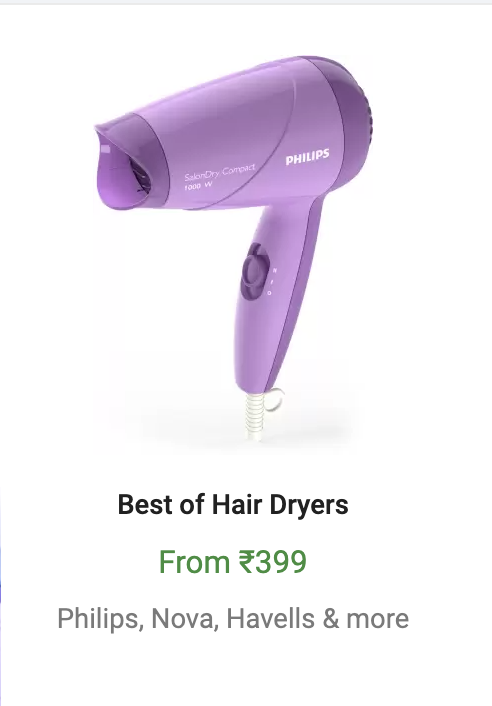 PHILIPS
SalonDry Compact
1000 W
Best of Hair Dryers
From ₹399
Philips, Nova, Havells & more